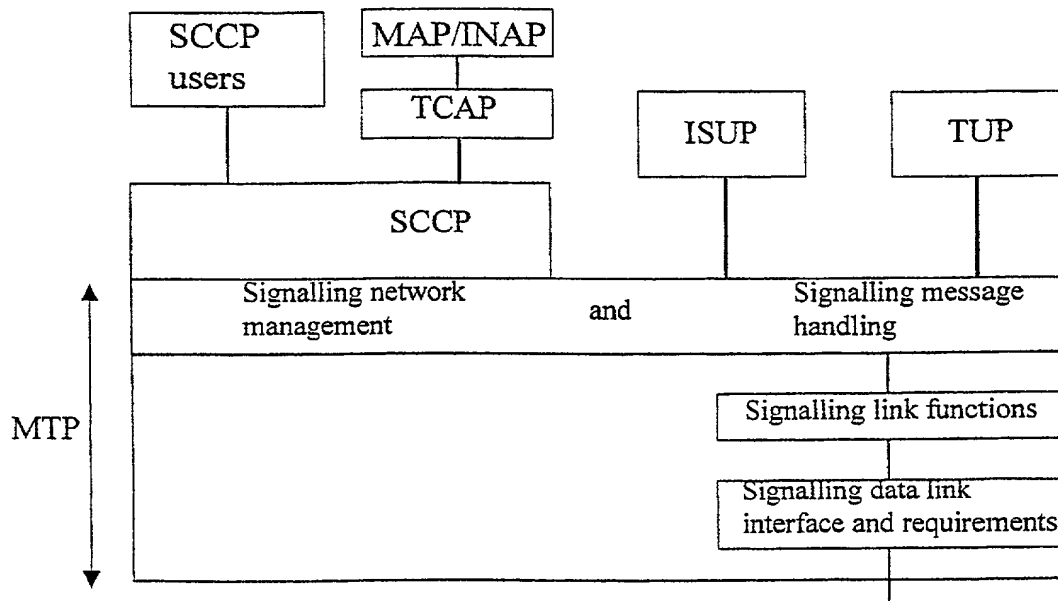 SCCP
users
MAP/INAP
TCAP
ISUP
TUP
SCCP
Signalling network
management
and
Signalling message
handling
MTP
Signalling link functions
Signalling data link
interface and requirements